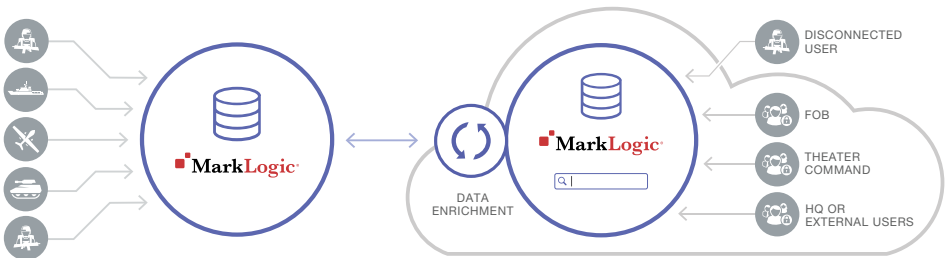 MarkLogic
DATA
ENRICHMENT
MarkLogic
DISCONNECTED
USER
FOB
THEATER
COMMAND
HQ OR
EXTERNAL USERS